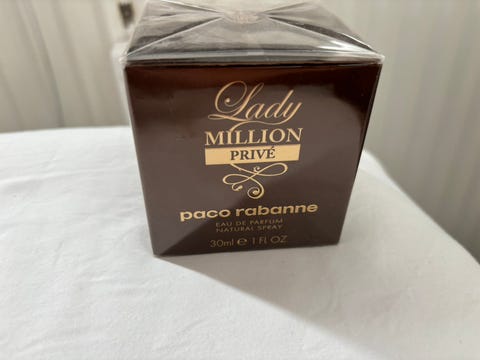 Lady
MILLION
PRIVÉ
paco rabanne
EAU DE PARFUM
NATURAL SPRAY
30ml ℮ 1 FL OZ